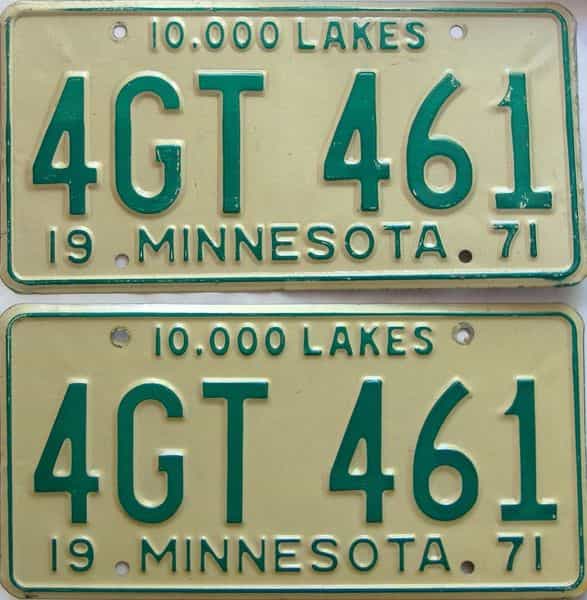 10.000 LAKES
4GT 461
19 MINNESOTA. 71
10.000 LAKES
4GT 461
19 MINNESOTA. 71